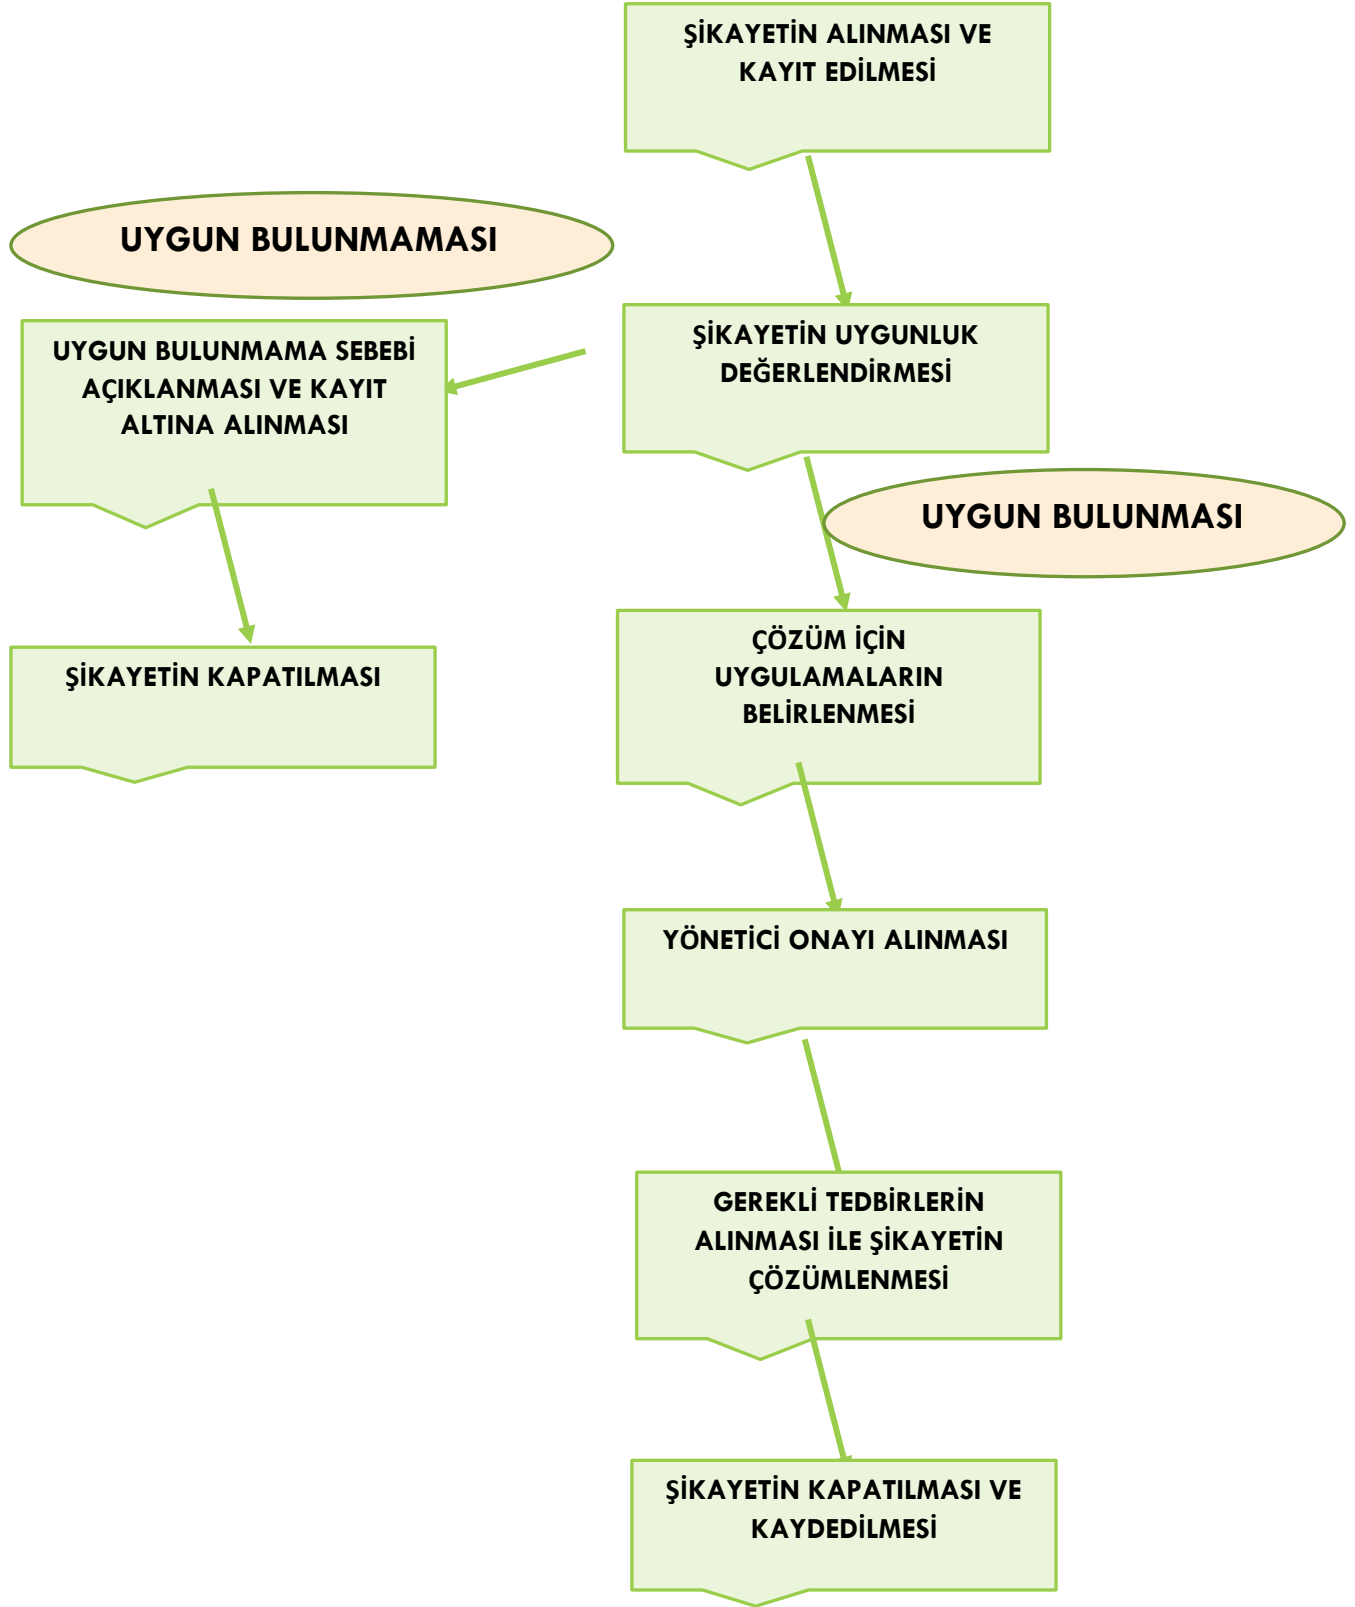 ŞİKAYETİN ALINMASI VE
KAYIT EDİLMESİ
UYGUN BULUNMAMASI
ŞİKAYETİN UYGUNLUK
DEĞERLENDİRMESİ
UYGUN BULUNMAMA SEBEBİ
AÇIKLANMASI VE KAYIT
ALTINA ALINMASI
UYGUN BULUNMASI
ŞİKAYETİN KAPATILMASI
ÇÖZÜM İÇİN
UYGULAMALARIN
BELİRLENMESİ
YÖNETİCİ ONAYI ALINMASI
GEREKLİ TEDBİRLERİN
ALINMASI İLE ŞİKAYETİN
ÇÖZÜMLENMESİ
ŞİKAYETİN KAPATILMASI VE
KAYDEDİLMESİ